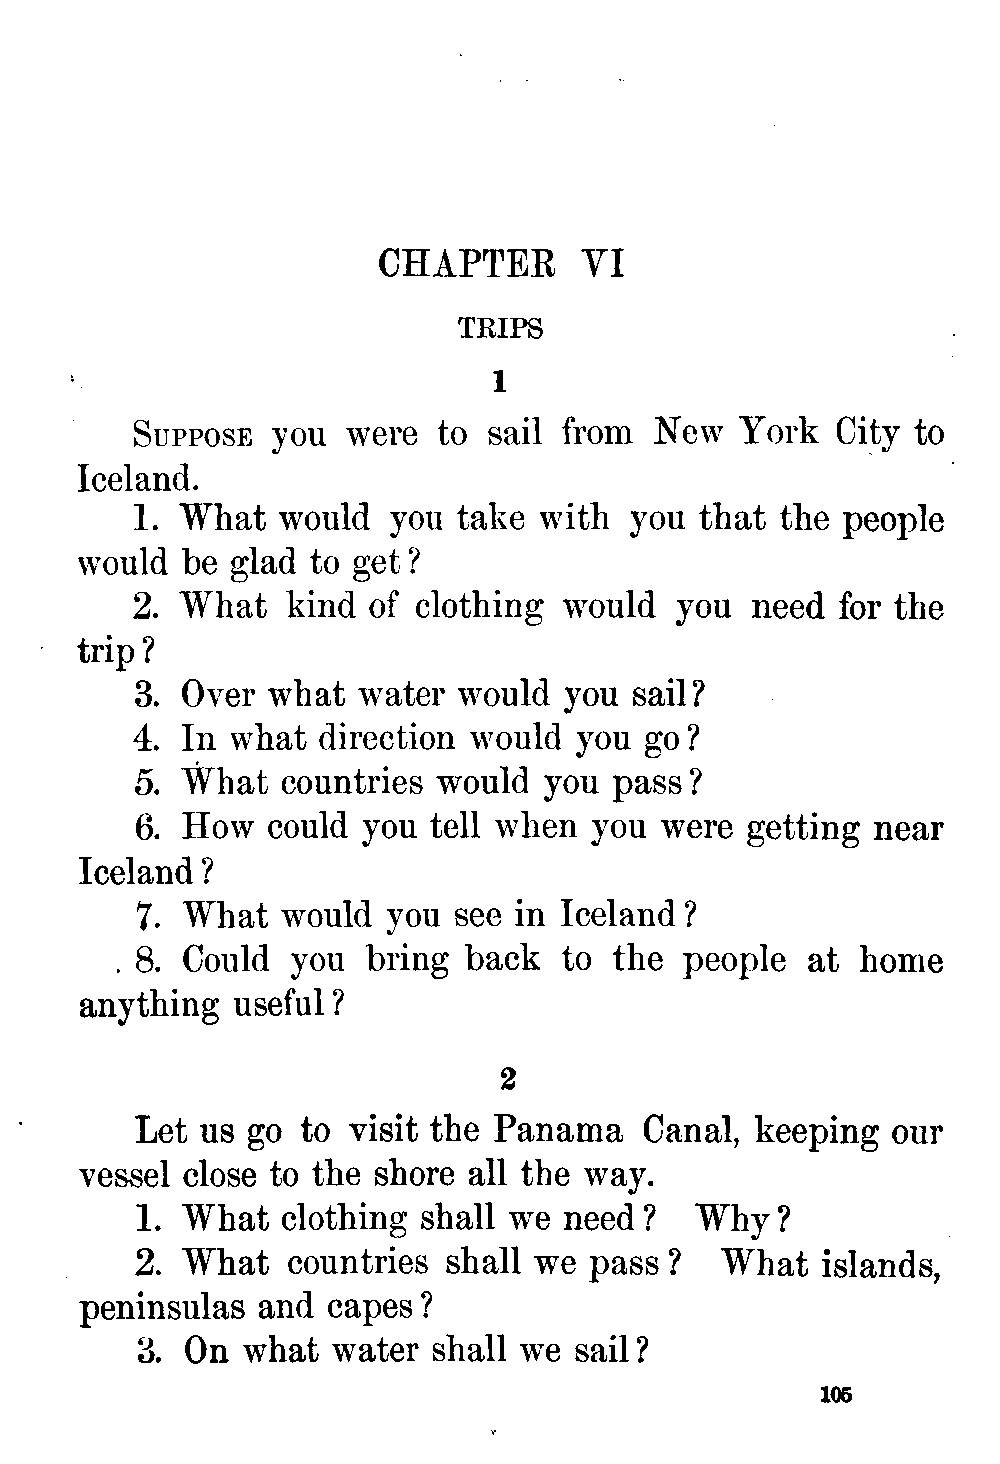 CHAPTER VI
TRIPS
1
SUPPOSE you were to sail from New York City to
Iceland.
1. What would you take with you that the people
would be glad to get?
2. What kind of clothing would you need for the
trip?
3. Over what water would you sail?
4. In what direction would you go?
5. What countries would you pass?
6. How could you tell when you were getting near
Iceland?
7. What would you see in Iceland?
8. Could you bring back to the people at home
anything useful?
2
Let us go to visit the Panama Canal, keeping our
vessel close to the shore all the way.
1. What clothing shall we need? Why?
2. What countries shall we pass? What islands,
peninsulas and capes?
3. On what water shall we sail?
105